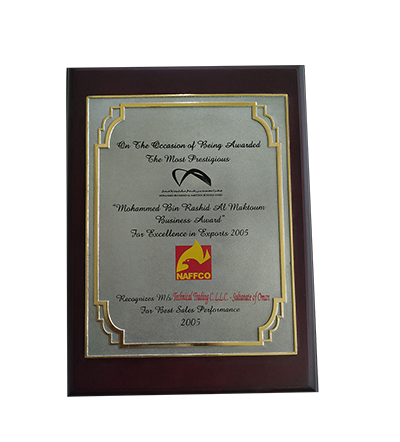 On The Occasion of Being Awarded
The Most Prestigious
"Mohammed Bin Rashid Al Maktoum
Business Award"
For Excellence in Exports 2005
NAFFCO
Recognizes M/s Technical Trading C.L.L.C - Sultanate of Oman
For Best Sales Performance
2005